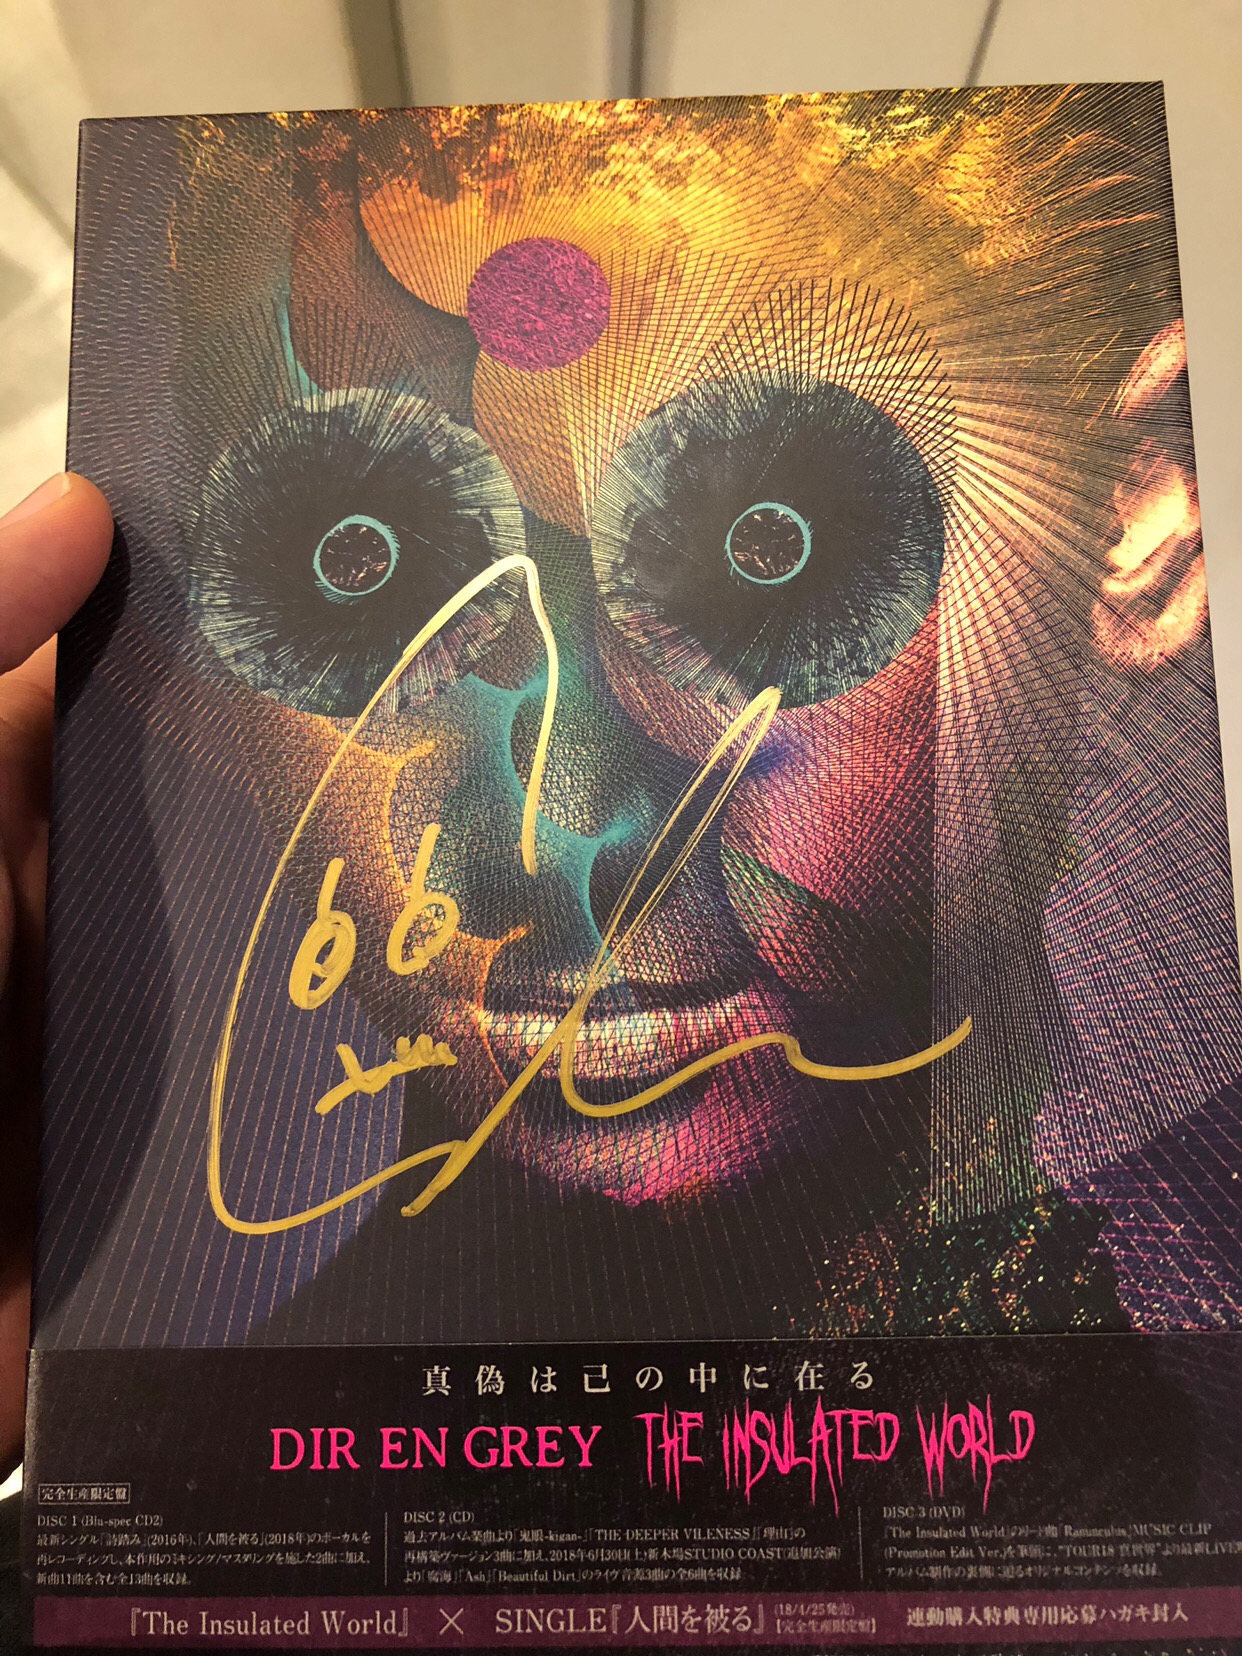 真偽は己の中に在る
DIR EN GREY THE INSULATED WORLD
完全生産限定盤
DISC 1 (Blu-spec CD2)
最新シングル「詩踏み」(2016年)、「人間を被る」(2018年)のボーカルを
再レコーディングし、本作用のミキシング/マスタリングを施した2曲に加え、
新曲11曲を含む全13曲を収録。
DISC 2 (CD)
過去アルバム楽曲より「鬼眼-kigan-」「THE DEEPER VILENESS」「理由」の
再構築ヴァージョン3曲に加え、2018年6月30日(土)新木場STUDIO COAST(追加公演)
より「腐海」「Ash」「Beautiful Dirt」のライヴ音源3曲の全6曲を収録。
DISC 3 (DVD)
「The Insulated World」のリード曲「Ranunculus」MUSIC CLIP
(Promotion Edit Ver.)を筆頭に、"TOUR18 真世界"より最新LIVE
アルバム制作の裏側に迫るオリジナルコンテンツを収録。
『The Insulated World』 × SINGLE『人間を被る』 (18/4/25発売) 【完全生産限定盤】 連動購入特典専用応募ハガキ封入